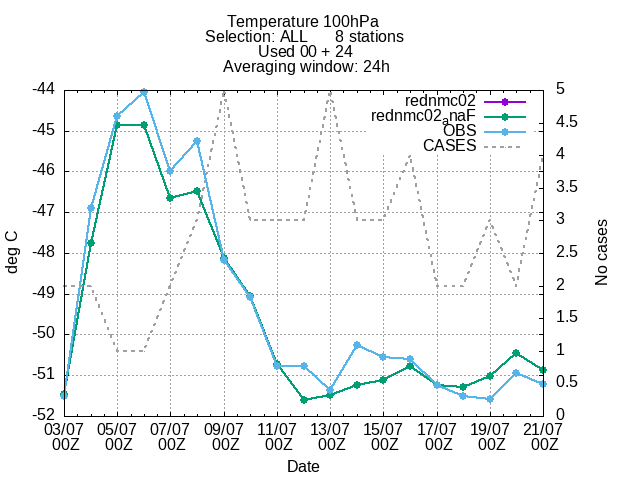 Temperature 100hPa
Selection: ALL 8 stations
Used 00 + 24
Averaging window: 24h
rednmc02
rednmc02anaF
OBS
CASES
-44
-45
-46
-47
-48
-49
-50
-51
-52
5
4.5
4
3.5
3
2.5
2
1.5
1
0.5
0
deg C
No cases
03/07 05/07 07/07 09/07 11/07 13/07 15/07 17/07 19/07 21/07
00Z 00Z 00Z 00Z 00Z 00Z 00Z 00Z 00Z 00Z
Date